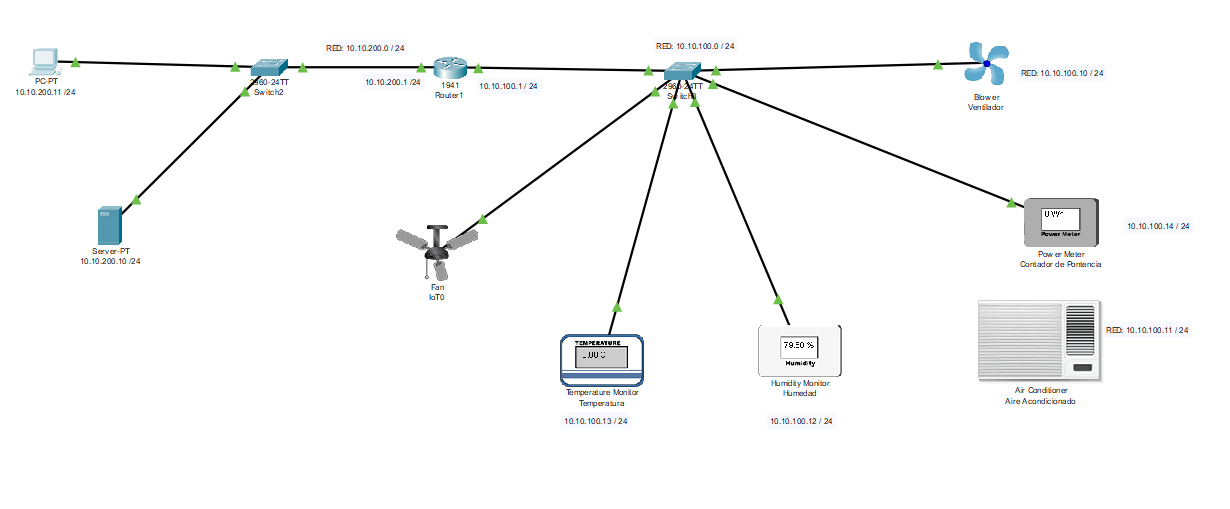 RED: 10.10.200.0 / 24
RED: 10.10.100.0 / 24
PC-PT
10.10.200.11 /24
2960-24TT
Switch2
10.200.1 /24
1941
Router1
10.10.100.1 / 24
2960-24TT
RED: 10.10.100.10 / 24
Blower
Ventilador
Server-PT
10.10.200.10 /24
Fan
IoT0
Power Meter
10.10.100.14 / 24
Power Meter
Contador de Pontencia
TEMPERATURE
Temperature Monitor
Temperatura
10.10.100.13 / 24
79.60 %
Humidity
Humidity Monitor
Humedad
10.10.100.12 / 24
RED: 10.10.100.11 / 24
Air Conditioner
Aire Acondicionado